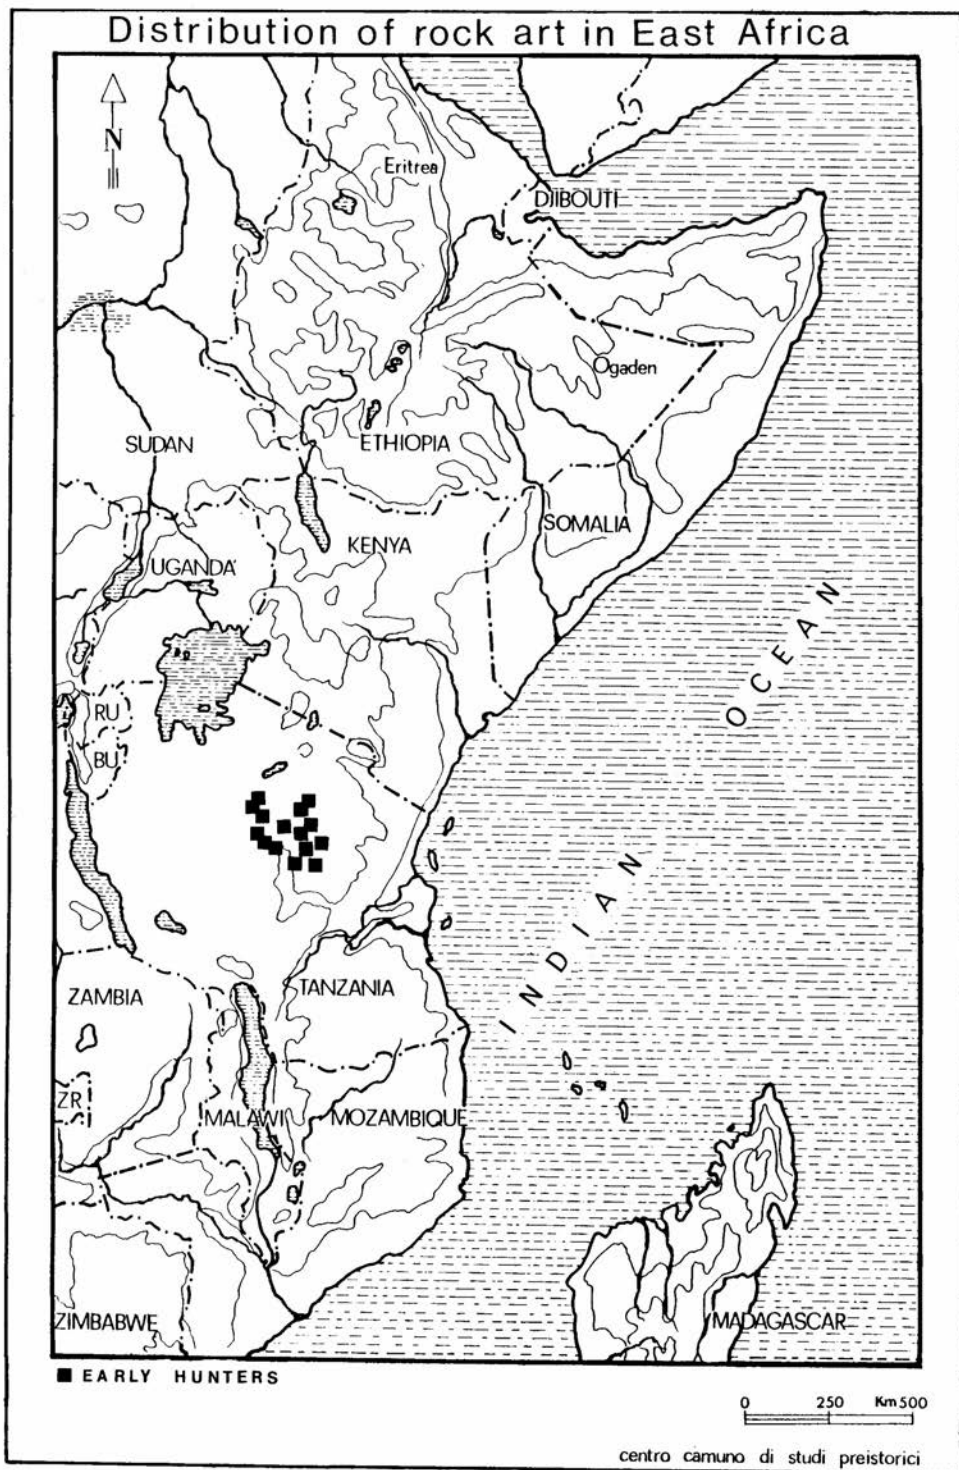 Distribution of rock art in East Africa
N
Eritrea
DJIBOUTI
Ogaden
SUDAN
ETHIOPIA
SOMALIA
KENYA
UGANDA
RU
BU
INDIAN OCEAN
TANZANIA
ZAMBIA
ZR
MALAWI
MOZAMBIQUE
ZIMBABWE
MADAGASCAR
EARLY HUNTERS
0 250 Km 500
centro camuno di studi preistorici